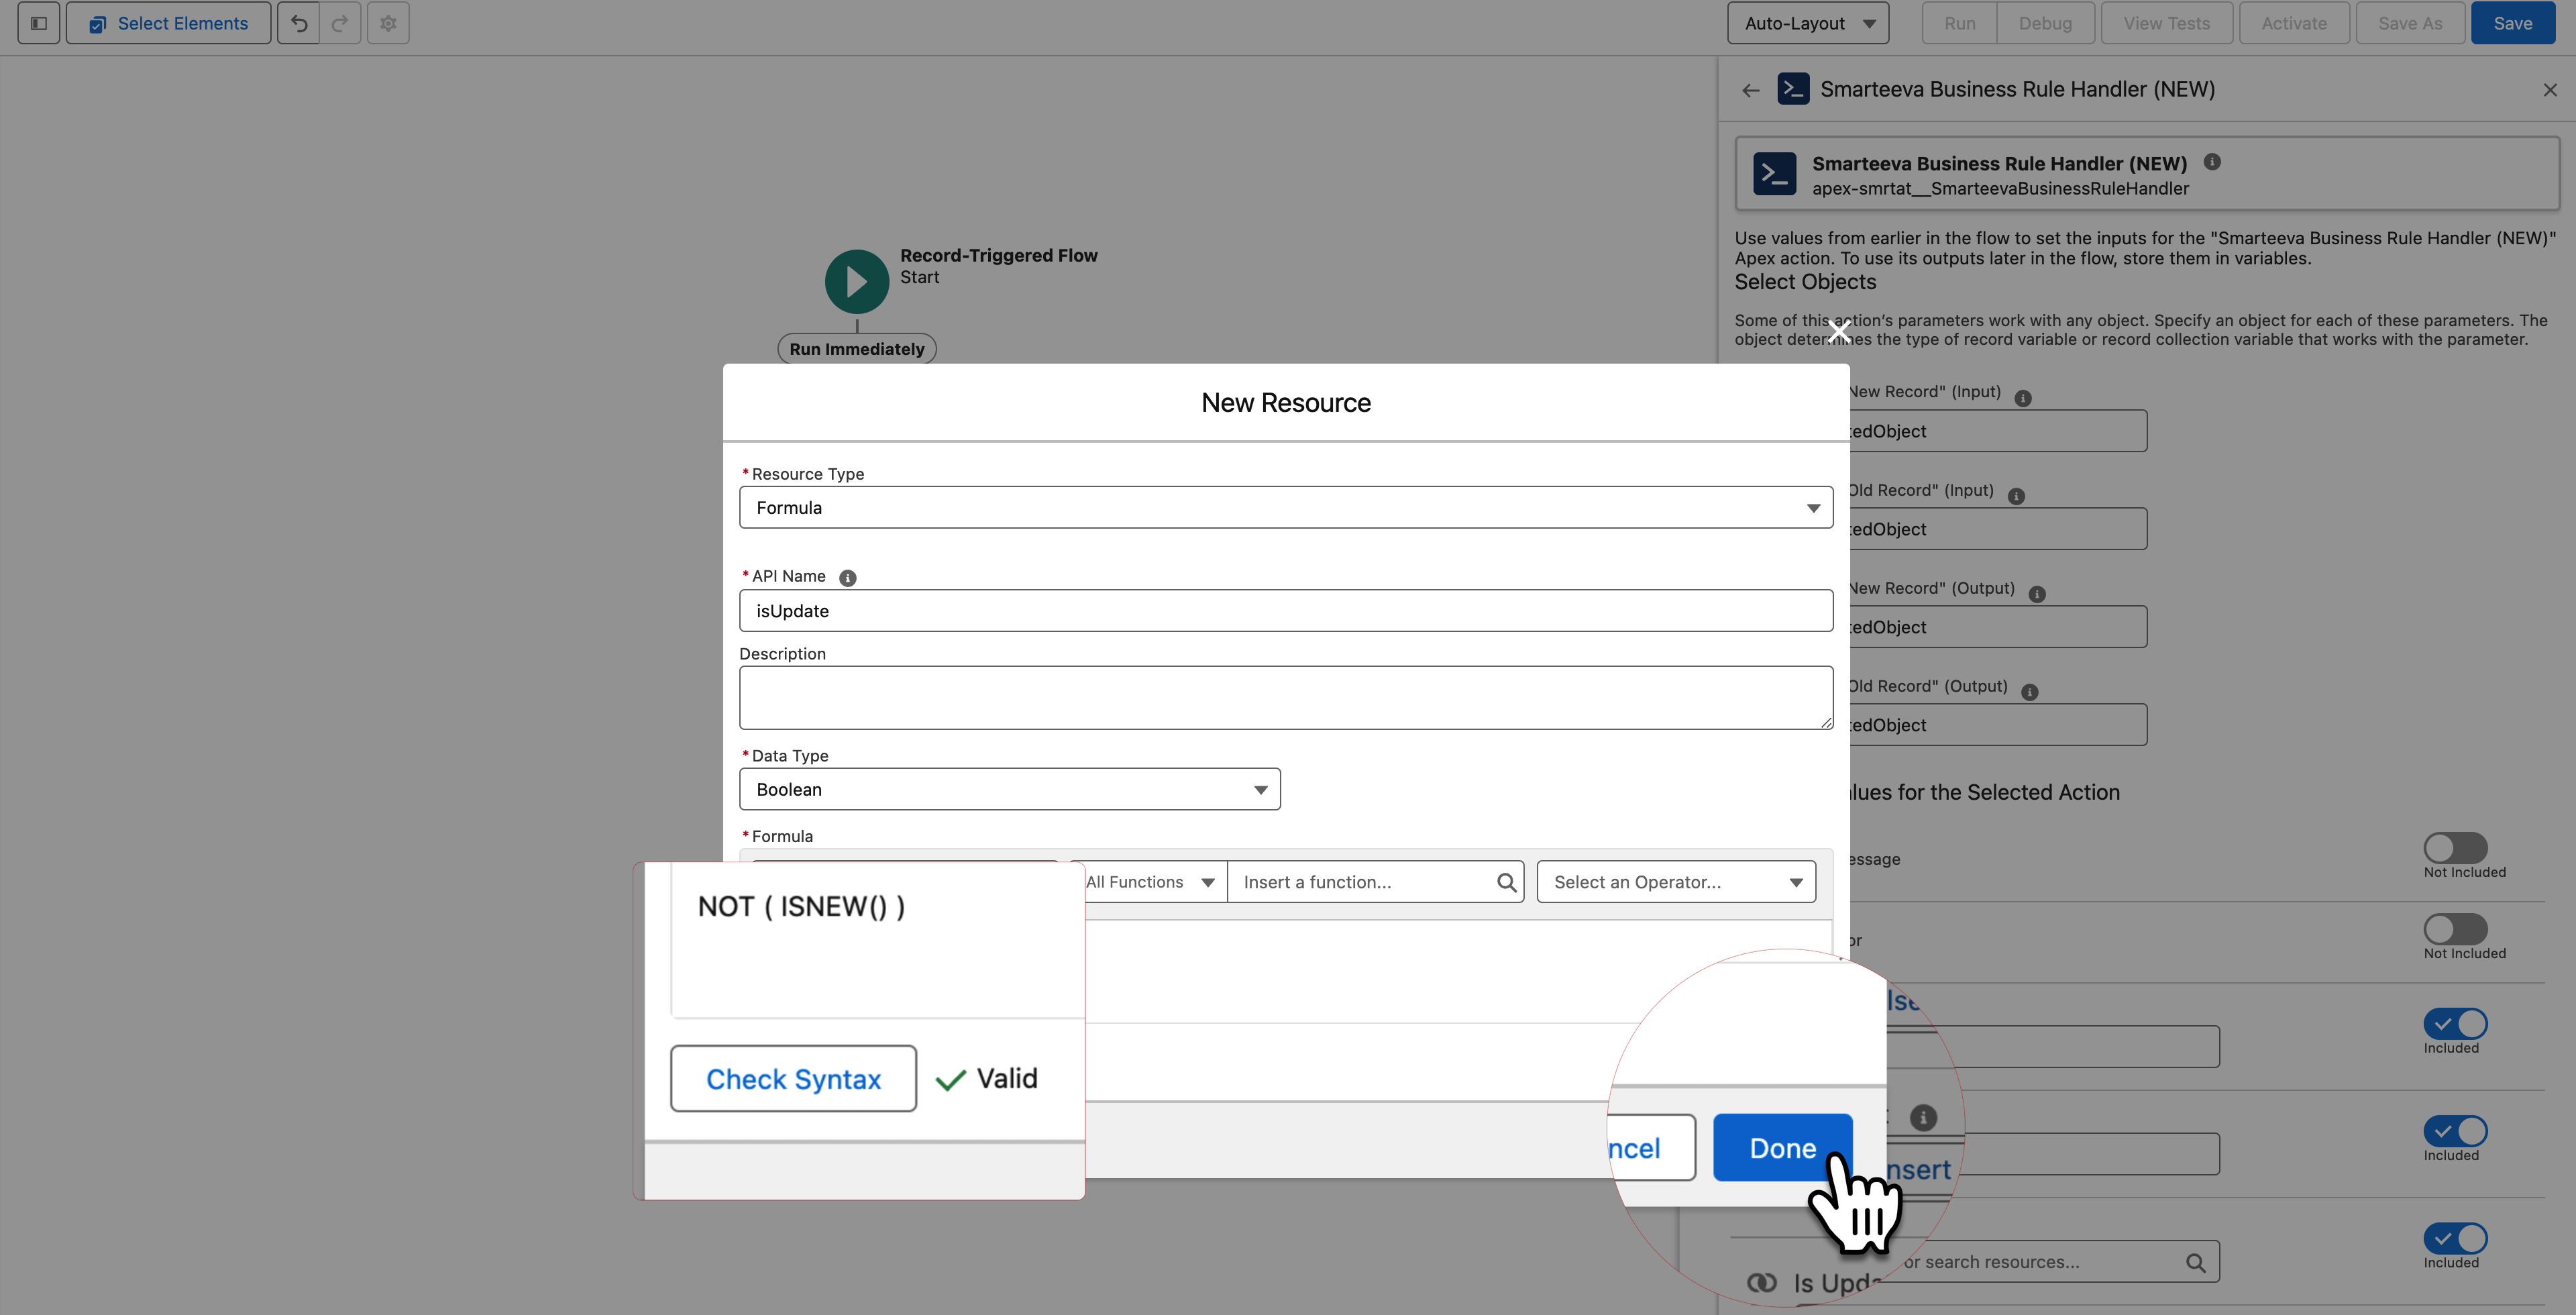 Select Elements
Auto-Layout
Run
Debug
View Tests
Activate
Save As
Save
Smarteeva Business Rule Handler (NEW)
Smarteeva Business Rule Handler (NEW)
apex-smrtat__SmarteevaBusinessRuleHandler
Use values from earlier in the flow to set the inputs for the "Smarteeva Business Rule Handler (NEW)"
Apex action. To use its outputs later in the flow, store them in variables.
Select Objects
Some of this action's parameters work with any object. Specify an object for each of these parameters. The
object determines the type of record variable or record collection variable that works with the parameter.
Record-Triggered Flow
Start
Run Immediately
New Resource
* Resource Type
Formula
* API Name
isUpdate
Description
* Data Type
Boolean
* Formula
All Functions
Insert a function...
Select an Operator...
NOT ( ISNEW() )
Check Syntax
Valid
ncel
Done
New Record" (Input)
tedObject
Old Record" (Input)
tedObject
New Record" (Output)
tedObject
Old Record" (Output)
tedObject
lues for the Selected Action
essage
Not Included
or
Not Included
Included
Included
nsert
or search resources...
Included
Is Upda